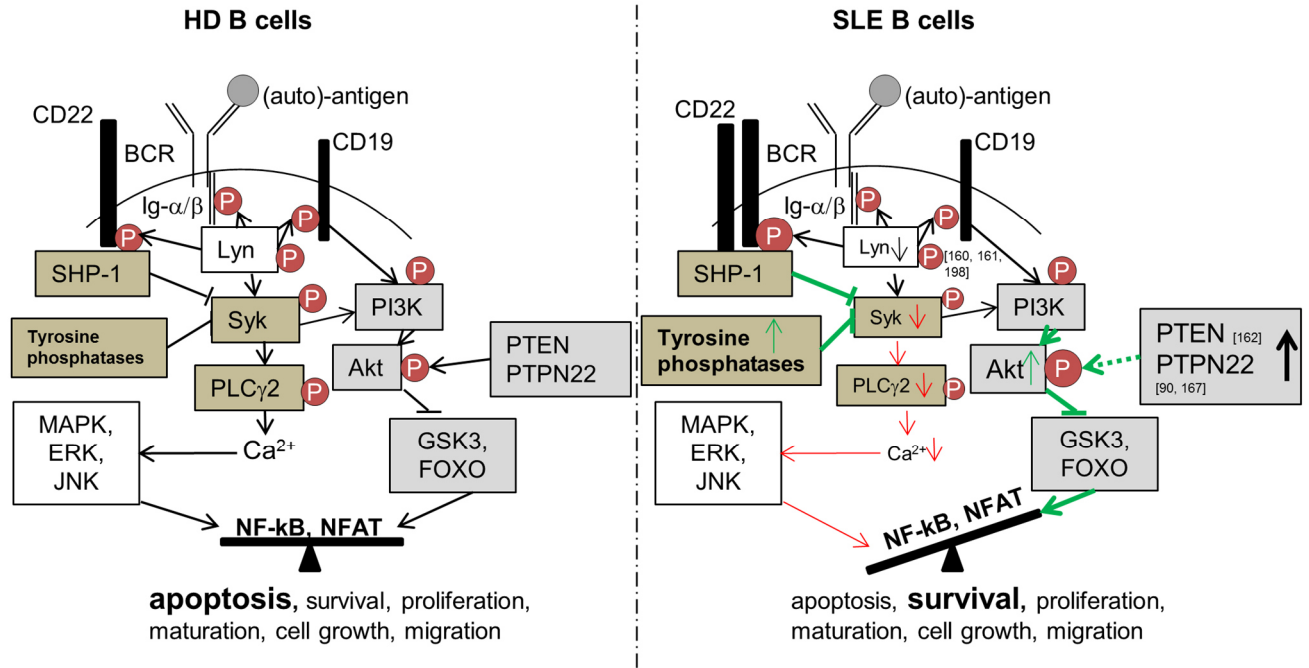 HD B cells
(auto)-antigen
CD22
BCR
CD19
Ig-α/β
P
P
P
Lyn
P
P
SHP-1
P
Syk
PI3K
Tyrosine
phosphatases
PTEN
PTPN22
Akt
P
PLCγ2
P
MAPK,
ERK,
JNK
Ca²⁺
GSK3,
FOXO
NF-kB, NFAT
apoptosis, survival, proliferation,
maturation, cell growth, migration
SLE B cells
(auto)-antigen
CD22
BCR
CD19
Ig-α/β
P
P
P
Lyn↓
P
[160, 161,
198]
P
SHP-1
P
Syk ↓
PI3K
Tyrosine ↑
phosphatases
PTEN [162] ↑
PTPN22
[90, 167]
Akt↑
P
PLCγ2 ↓
P
MAPK,
ERK,
JNK
Ca²⁺↓
GSK3,
FOXO
NF-kB, NFAT
apoptosis, survival, proliferation,
maturation, cell growth, migration